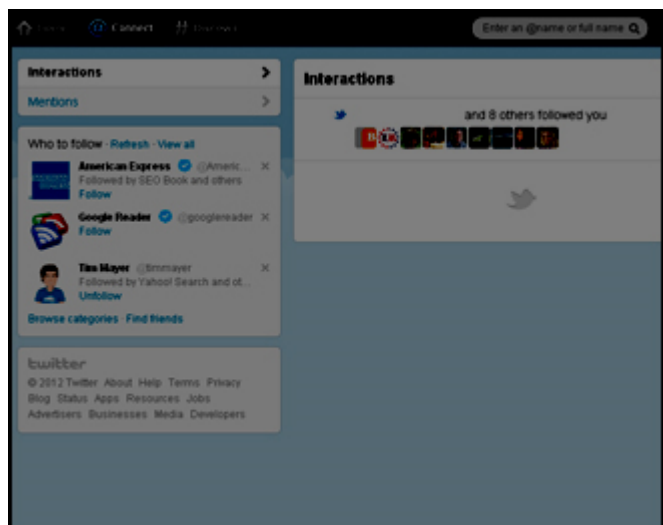 Home Connect # Discover
Enter an @name or full name
Interactions
Mentions
Who to follow · Refresh · View all
American Express @Americ...
Followed by SEO Book and others
Follow
Google Reader @googlereader
Follow
Tim Mayer @timmayer
Followed by Yahoo! Search and ot...
Unfollow
Browse categories · Find friends
twitter
© 2012 Twitter About Help Terms Privacy
Blog Status Apps Resources Jobs
Advertisers Businesses Media Developers
Interactions
and 8 others followed you